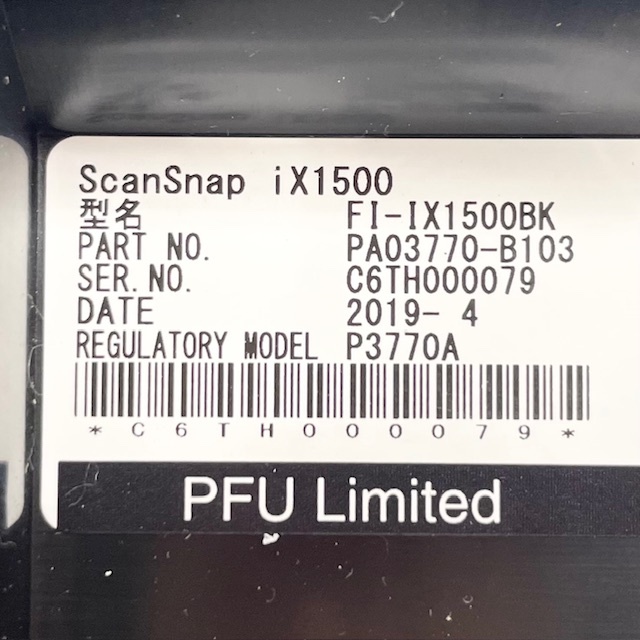 ScanSnap iX1500
型名 FI-IX1500BK
PART NO. PA03770-B103
SER.NO. C6TH000079
DATE 2019- 4
REGULATORY MODEL P3770A
*C6TH000079*
PFU Limited